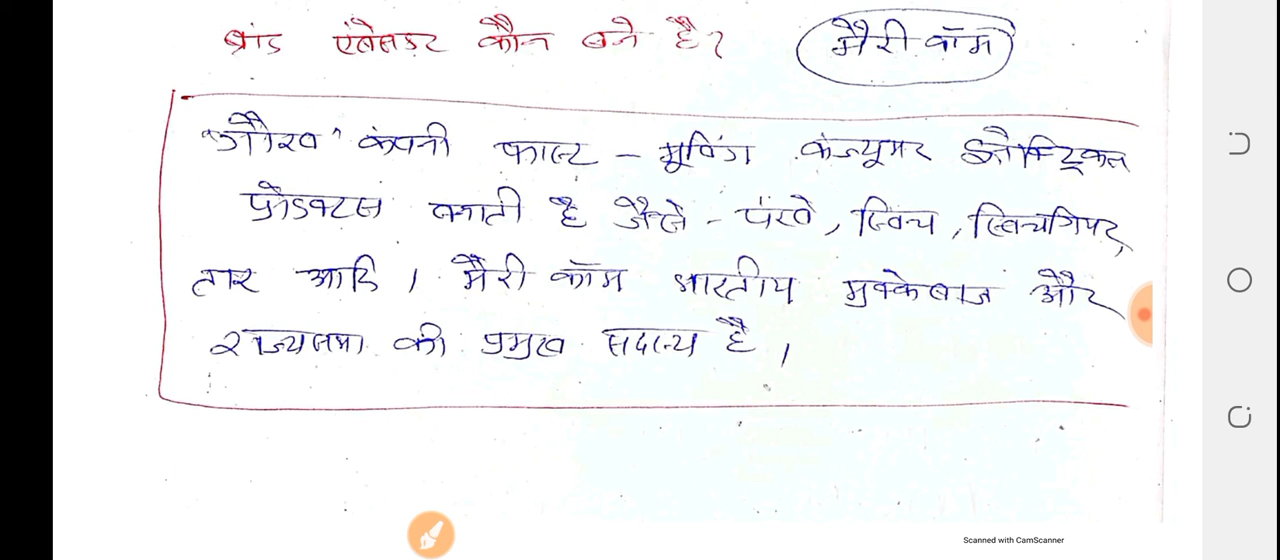 ब्रांड एंबेसडर कौन बने है? मैरी कॉम
"गौरव" कंपनी फास्ट - मूविंग कंज्यूमर इलैक्ट्रिकल
प्रोडक्टस बनाती है जैसे - पंखे, स्विच, स्विचगियर,
तार आदि । मैरी कॉम भारतीय मुक्केबाज और
राज्यसभा की प्रमुख सदस्य है ।
Scanned with CamScanner